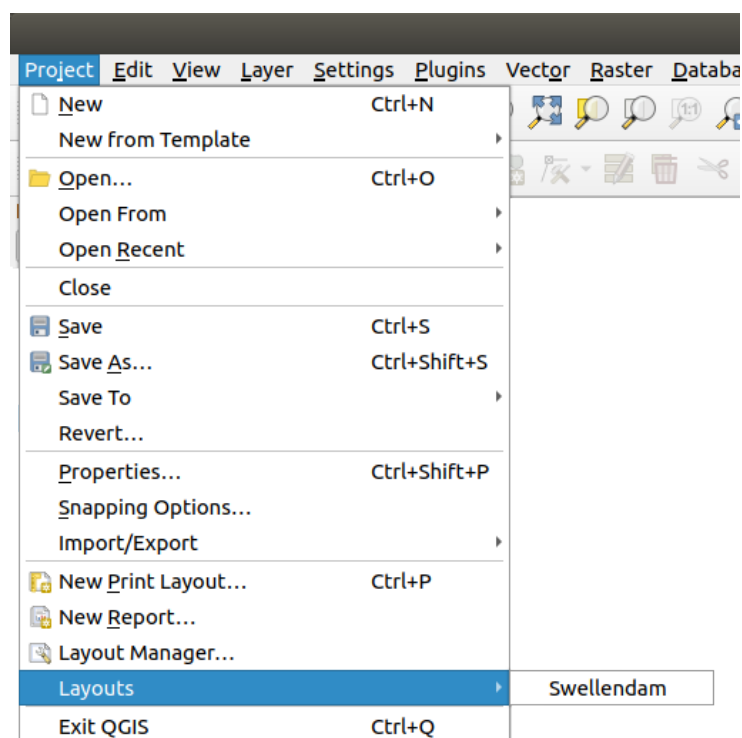 Project Edit View Layer Settings Plugins Vector Raster Databa
New Ctrl+N
New from Template
Open... Ctrl+O
Open From
Open Recent
Close
Save Ctrl+S
Save As... Ctrl+Shift+S
Save To
Revert...
Properties... Ctrl+Shift+P
Snapping Options...
Import/Export
New Print Layout... Ctrl+P
New Report...
Layout Manager...
Layouts Swellendam
Exit QGIS Ctrl+Q